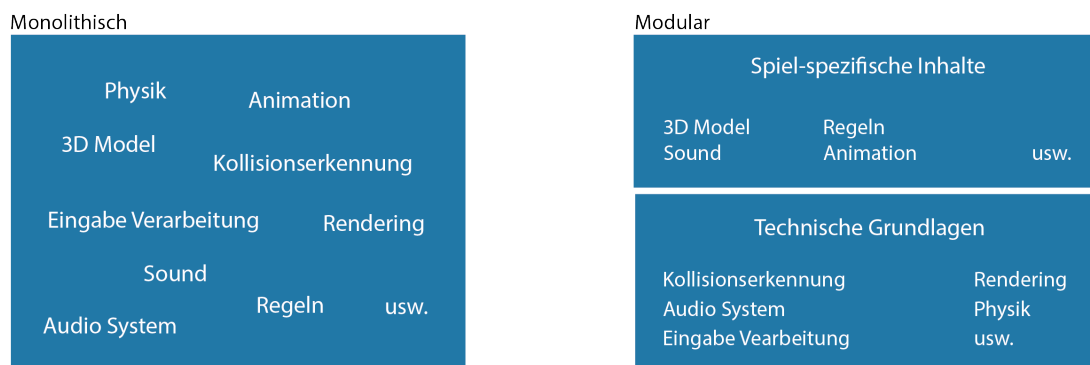 Monolithisch
Physik
Animation
3D Model
Kollisionserkennung
Eingabe Verarbeitung
Rendering
Sound
Regeln
usw.
Audio System
Modular
Spiel-spezifische Inhalte
3D Model Regeln
Sound Animation usw.
Technische Grundlagen
Kollisionserkennung Rendering
Audio System Physik
Eingabe Vearbeitung usw.